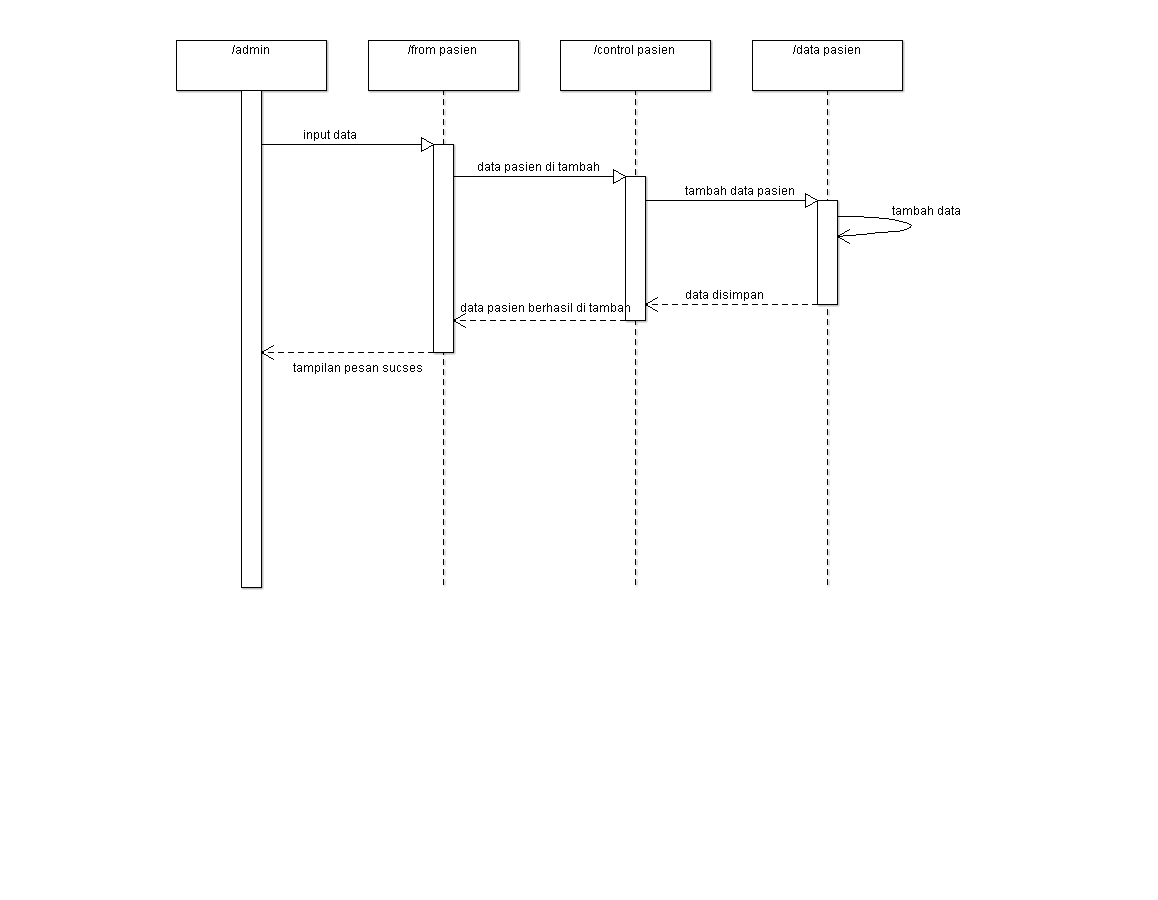 /admin
/from pasien
/control pasien
/data pasien
input data
data pasien di tambah
tambah data pasien
tambah data
data disimpan
data pasien berhasil di tambah
tampilan pesan sucses